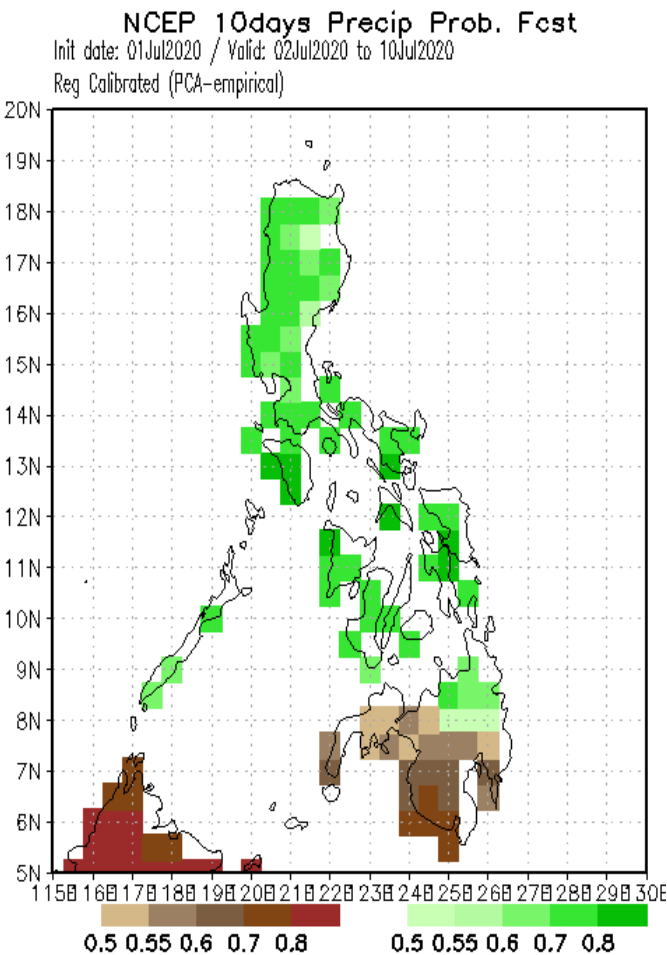 NCEP 10days Precip Prob. Fcst
Init date: 01Jul2020 / Valid: 02Jul2020 to 10Jul2020
Reg Calibrated (PCA-empirical)
20N
19N
18N
17N
16N
15N
14N
13N
12N
11N
10N
9N
8N
7N
6N
5N
115E 116E 117E 118E 119E 120E 121E 122E 123E 124E 125E 126E 127E 128E 129E 130E
0.5 0.55 0.6 0.7 0.8 0.5 0.55 0.6 0.7 0.8